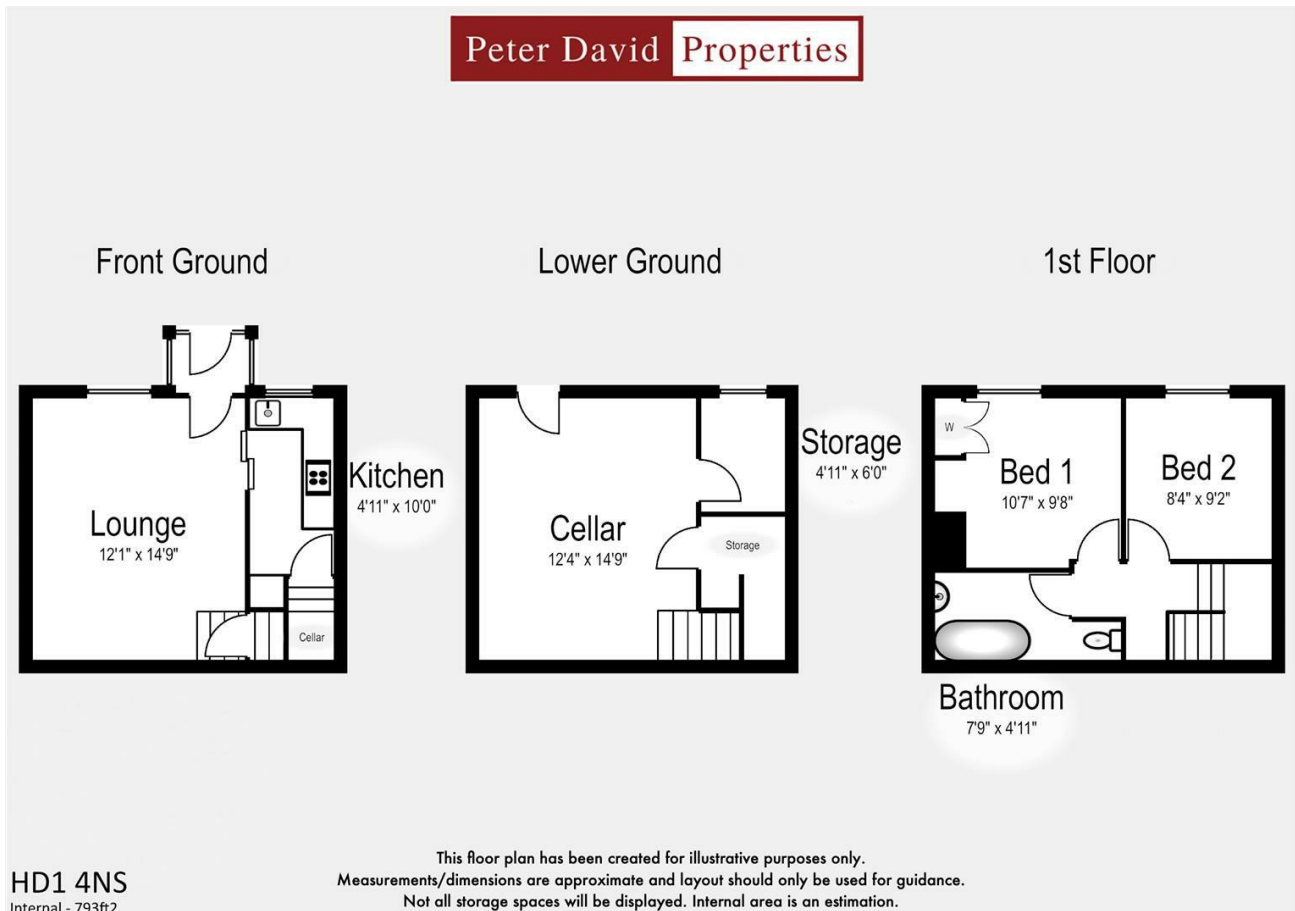 Peter David Properties
Front Ground
Lower Ground
1st Floor
Lounge
12'1" x 14'9"
Kitchen
4'11" x 10'0"
Cellar
Cellar
12'4" x 14'9"
Storage
4'11" x 6'0"
Storage
W
Bed 1
10'7" x 9'8"
Bed 2
8'4" x 9'2"
Bathroom
7'9" x 4'11"
HD1 4NS
Internal - 793ft2
This floor plan has been created for illustrative purposes only.
Measurements/dimensions are approximate and layout should only be used for guidance.
Not all storage spaces will be displayed. Internal area is an estimation.